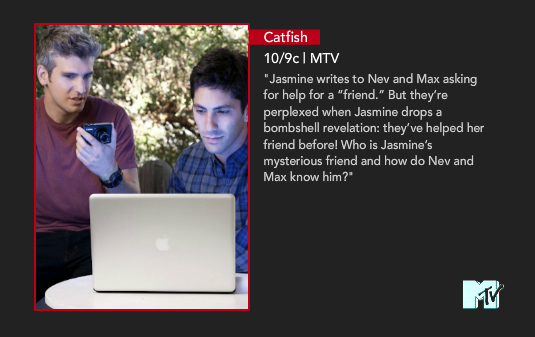 Catfish
10/9c | MTV
"Jasmine writes to Nev and Max asking
for help for a “friend.” But they’re
perplexed when Jasmine drops a
bombshell revelation: they’ve helped her
friend before! Who is Jasmine’s
mysterious friend and how do Nev and
Max know him?"
MTV